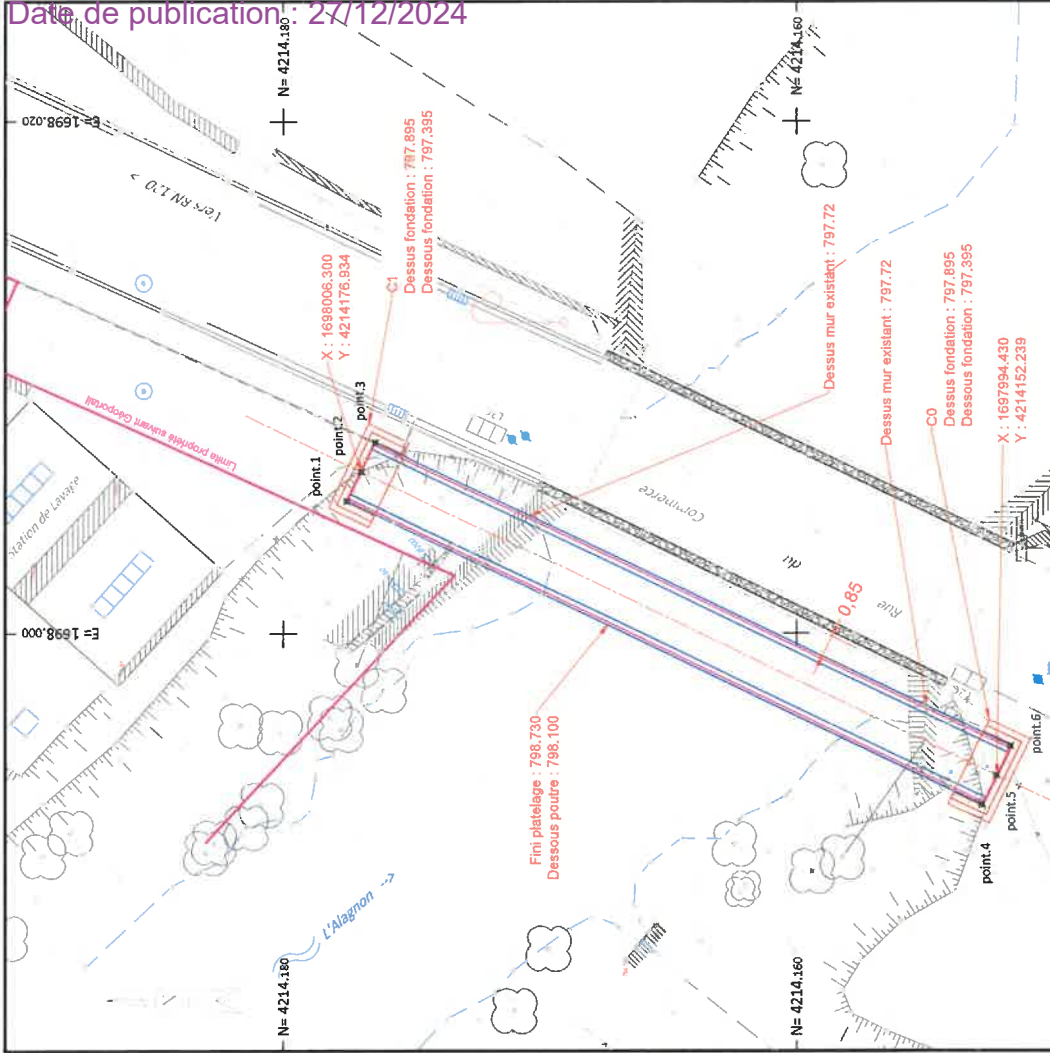 Date de publication : 27/12/2024
N= 4214.180
N= 4214.160
E= 1698.020
Vers RN 120 >
X : 1698006.300
Y : 4214176.934
C1
Dessus fondation : 797.895
Dessous fondation : 797.395
Limite propriété suivant Géoportail
Station de Lavage
point.1
point.2
point.3
Dessus mur existant : 797.72
Dessus mur existant : 797.72
C0
Dessus fondation : 797.895
Dessous fondation : 797.395
X : 1697994.430
Y : 4214152.239
Rue
du
Commerce
0,85
E= 1698.000
Fini platelage : 798.730
Dessous poutre : 798.100
point.4
point.5
point.6
L'Alagnon -->
N= 4214.180
N= 4214.160